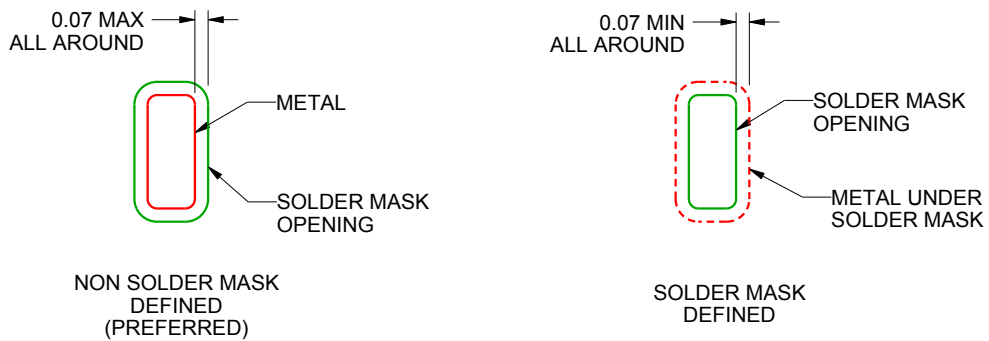 0.07 MAX
ALL AROUND
METAL
SOLDER MASK
OPENING
NON SOLDER MASK
DEFINED
(PREFERRED)
0.07 MIN
ALL AROUND
SOLDER MASK
OPENING
METAL UNDER
SOLDER MASK
SOLDER MASK
DEFINED